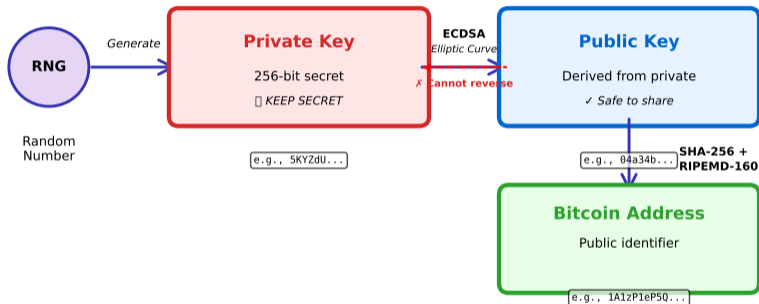 RNG
Random
Number
Generate
Private Key
256-bit secret
KEEP SECRET
e.g., 5KYZdU...
ECDSA
Elliptic Curve
✗ Cannot reverse
Public Key
Derived from private
✓ Safe to share
e.g., 04a34b...
SHA-256 +
RIPEMD-160
Bitcoin Address
Public identifier
e.g., 1A1zP1eP5Q...